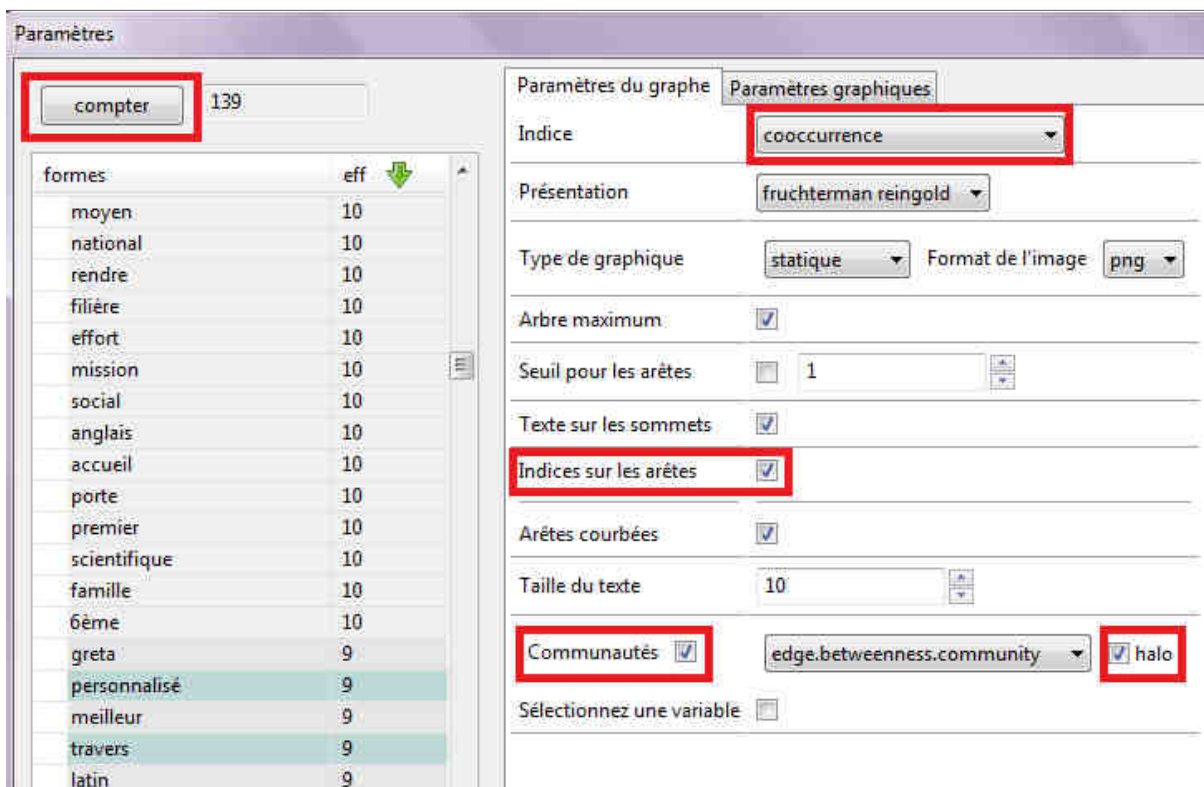 Paramètres
compter 139
formes eff
moyen 10
national 10
rendre 10
filière 10
effort 10
mission 10
social 10
anglais 10
accueil 10
porte 10
premier 10
scientifique 10
famille 10
6ème 10
greta 9
personnalisé 9
meilleur 9
travers 9
latin 9
Paramètres du graphe Paramètres graphiques
Indice cooccurrence
Présentation fruchterman reingold
Type de graphique statique Format de l'image png
Arbre maximum
Seuil pour les arêtes 1
Texte sur les sommets
Indices sur les arêtes
Arêtes courbées
Taille du texte 10
Communautés edge.betweenness.community halo
Sélectionnez une variable